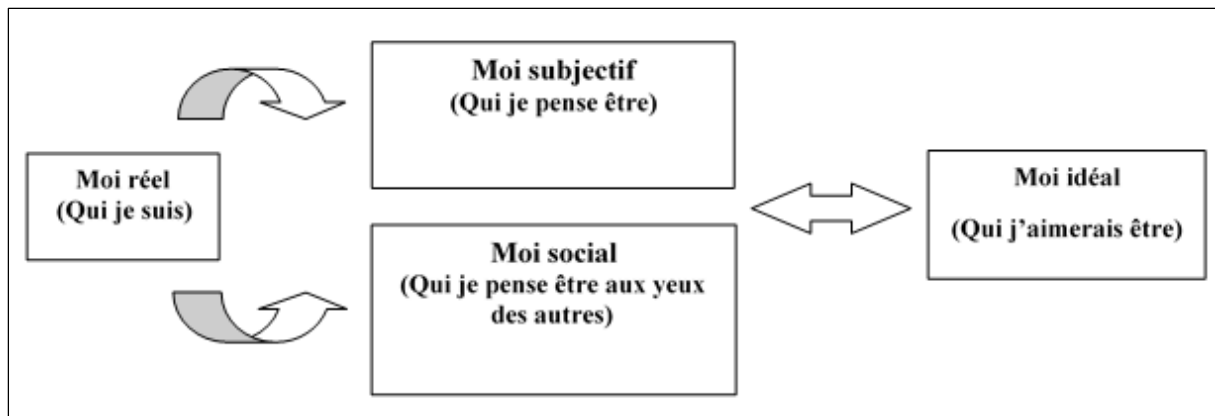 Moi subjectif
(Qui je pense être)
Moi réel
(Qui je suis)
Moi social
(Qui je pense être aux yeux
des autres)
Moi idéal
(Qui j'aimerais être)